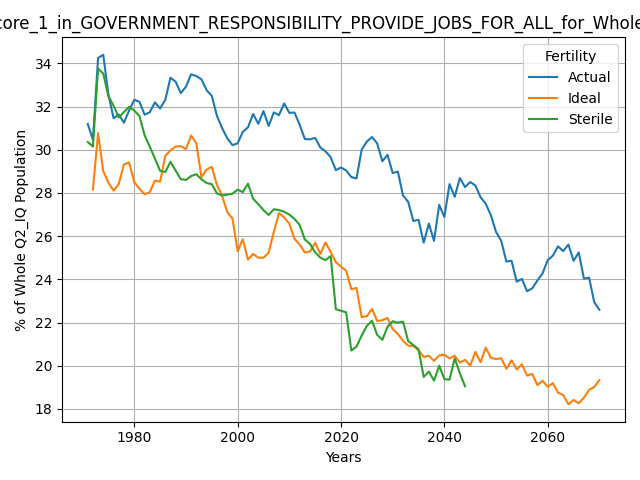 core_1_in_GOVERNMENT_RESPONSIBILITY_PROVIDE_JOBS_FOR_ALL_for_Whole
Fertility
Actual
Ideal
Sterile
% of Whole Q2_IQ Population
34
32
30
28
26
24
22
20
18
1980
2000
2020
2040
2060
Years